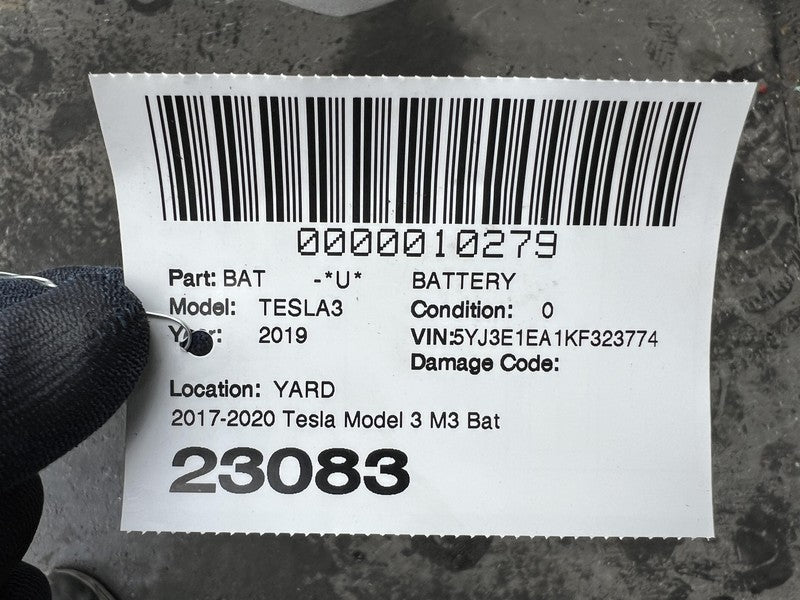 0000010279
Part: BAT -*U* BATTERY
Model: TESLA3 Condition: 0
Year: 2019 VIN:5YJ3E1EA1KF323774
Damage Code:
Location: YARD
2017-2020 Tesla Model 3 M3 Bat
23083